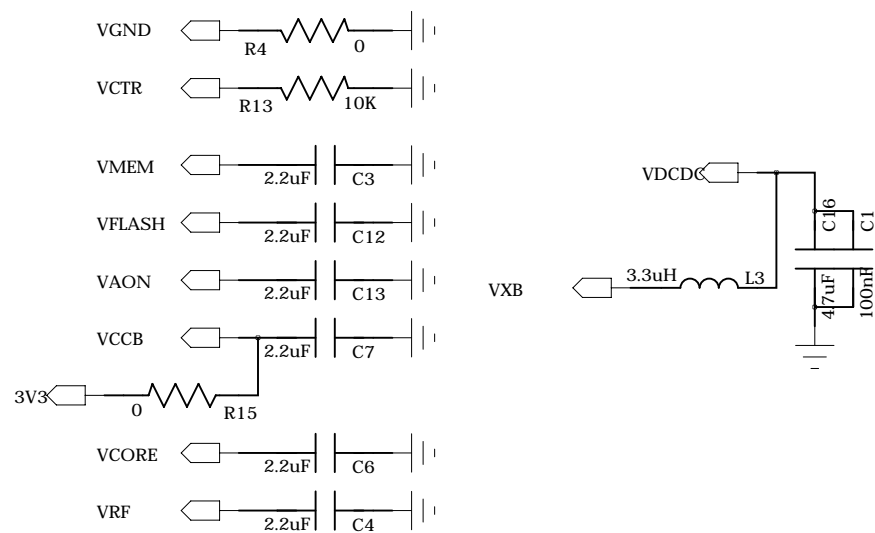 VGND
R4
0
VCTR
R13
10K
VMEM
2.2uF
C3
VFLASH
2.2uF
C12
VAON
2.2uF
C13
VCCB
2.2uF
C7
3V3
0
R15
VCORE
2.2uF
C6
VRF
2.2uF
C4
VDCDC
C16
C1
VXB
3.3uH
L3
4.7uF
100nF